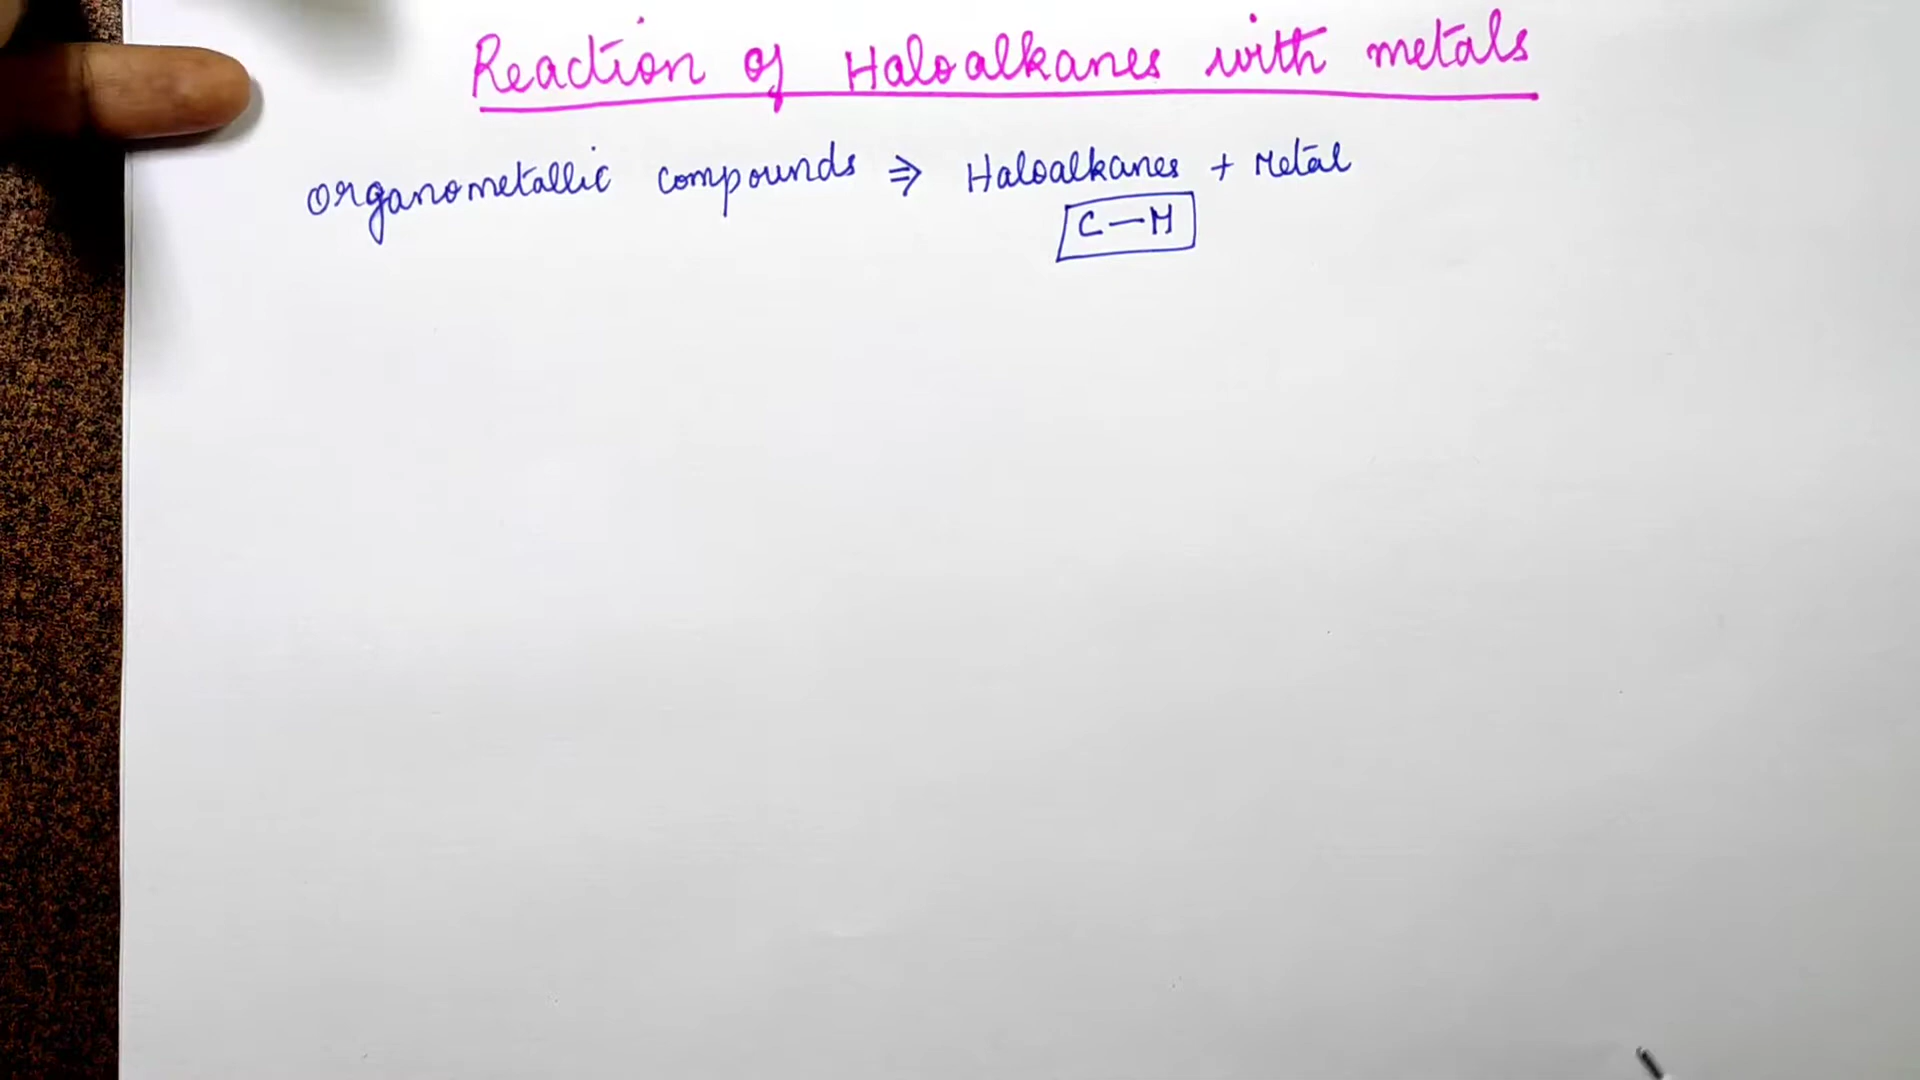 Reaction of Haloalkanes with metals
organometallic compounds ⇒ Haloalkanes + Metal
C—M